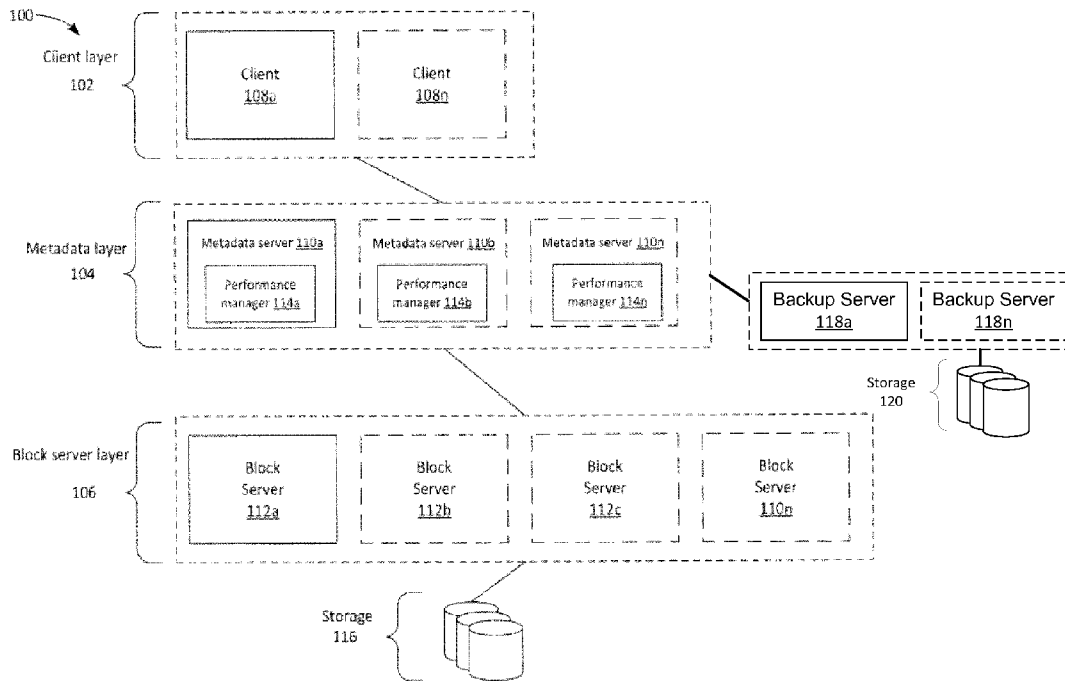 100
Client layer
102
Client
108a
Client
108n
Metadata layer
104
Metadata server 110a
Performance
manager 114a
Metadata server 110b
Performance
manager 114b
Metadata server 110n
Performance
manager 114n
Backup Server
118a
Backup Server
118n
Storage
120
Block server layer
106
Block
Server
112a
Block
Server
112b
Block
Server
112c
Block
Server
110n
Storage
116